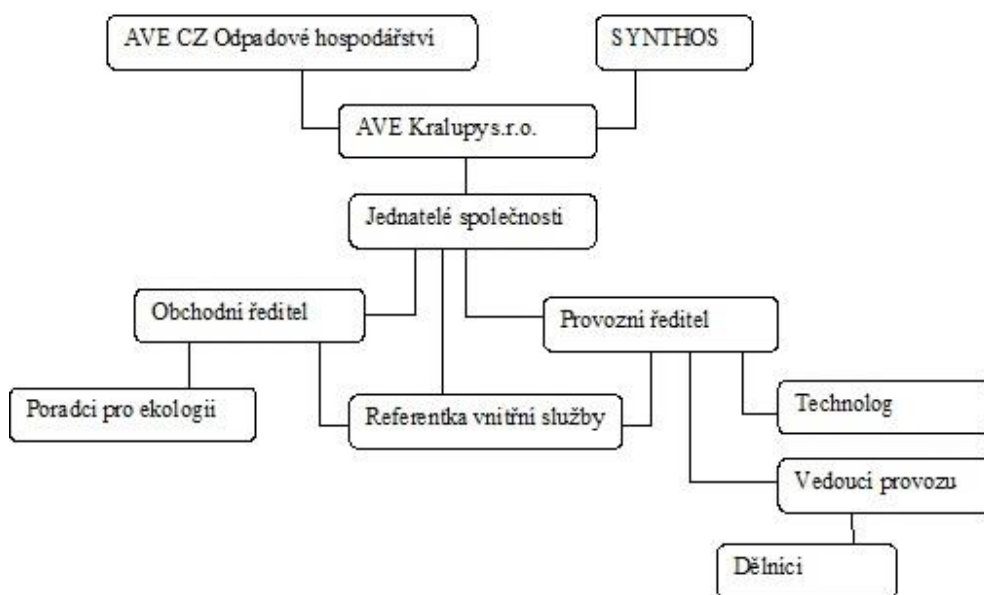 AVE CZ Odpadové hospodářství
SYNTHOS
AVE Kralupy s.r.o.
Jednatelé společnosti
Obchodní ředitel
Provozní ředitel
Poradci pro ekologii
Referentka vnitřní služby
Technolog
Vedoucí provozu
Dělníci